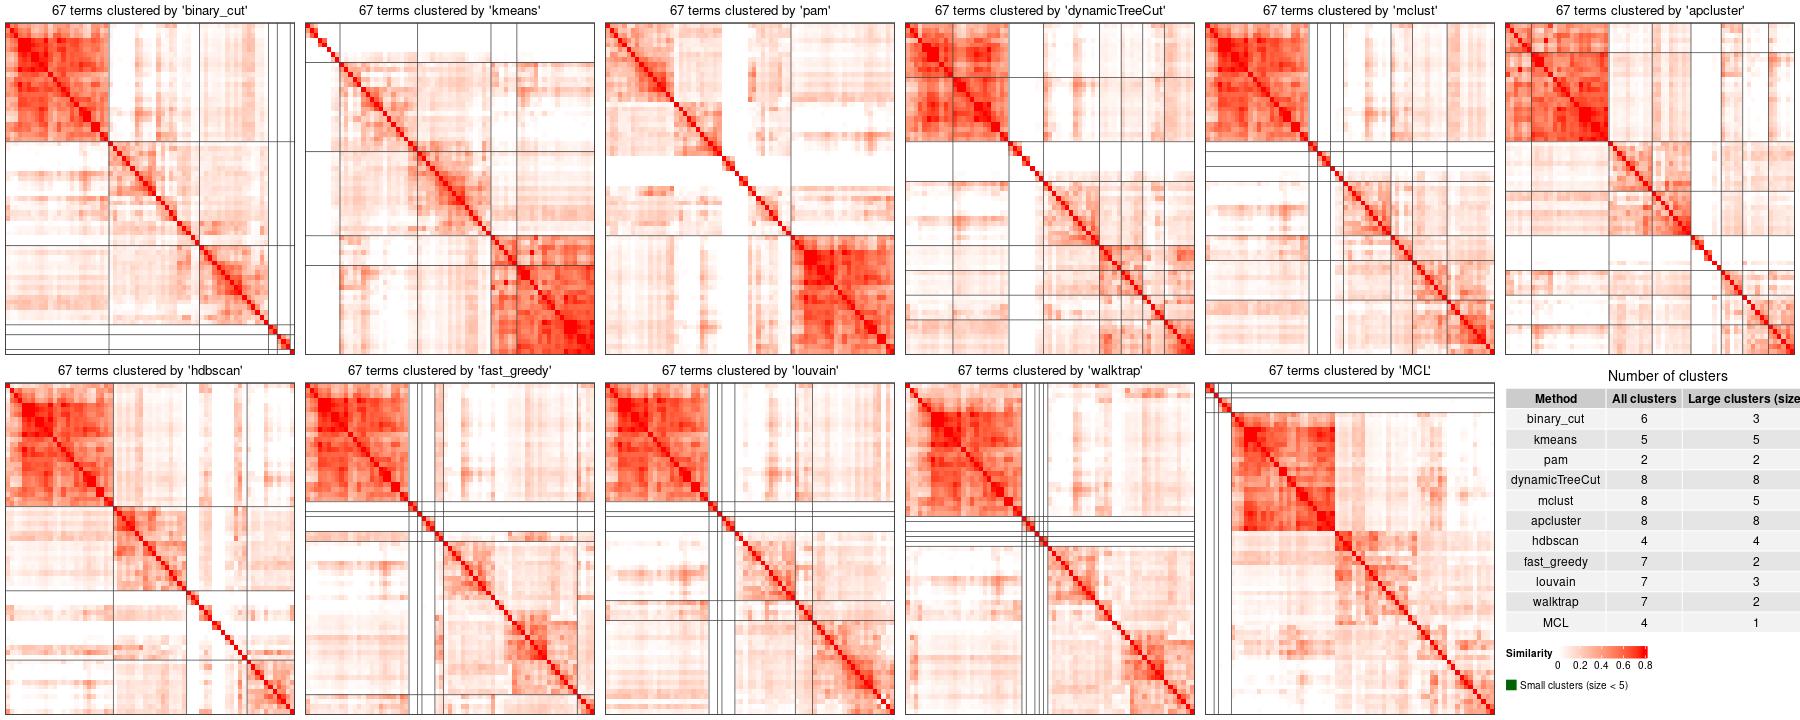 67 terms clustered by 'binary_cut'
67 terms clustered by 'kmeans'
67 terms clustered by 'pam'
67 terms clustered by 'dynamicTreeCut'
67 terms clustered by 'mclust'
67 terms clustered by 'apcluster'
67 terms clustered by 'hdbscan'
67 terms clustered by 'fast_greedy'
67 terms clustered by 'louvain'
67 terms clustered by 'walktrap'
67 terms clustered by 'MCL'
Number of clusters
Method All clusters Large clusters (size
binary_cut 6 3
kmeans 5 5
pam 2 2
dynamicTreeCut 8 8
mclust 8 5
apcluster 8 8
hdbscan 4 4
fast_greedy 7 2
louvain 7 3
walktrap 7 2
MCL 4 1
Similarity
0 0.2 0.4 0.6 0.8
Small clusters (size < 5)